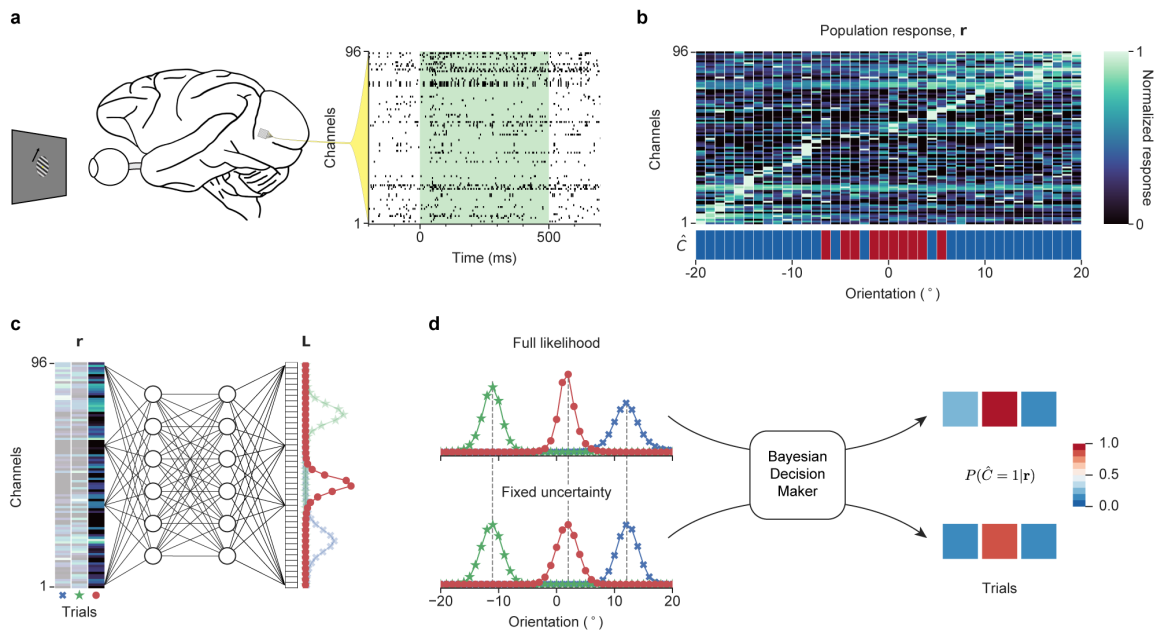 a
96
Channels
1
0
500
Time (ms)
b
Population response, r
96
Channels
1
Ĉ
-20
-10
0
10
20
Orientation (°)
1
0
Normalized response
c
r
L
96
Channels
1
Trials
d
Full likelihood
Fixed uncertainty
−20
−10
0
10
20
Orientation (°)
Bayesian
Decision
Maker
P(Ĉ = 1|r)
1.0
0.5
0.0
Trials